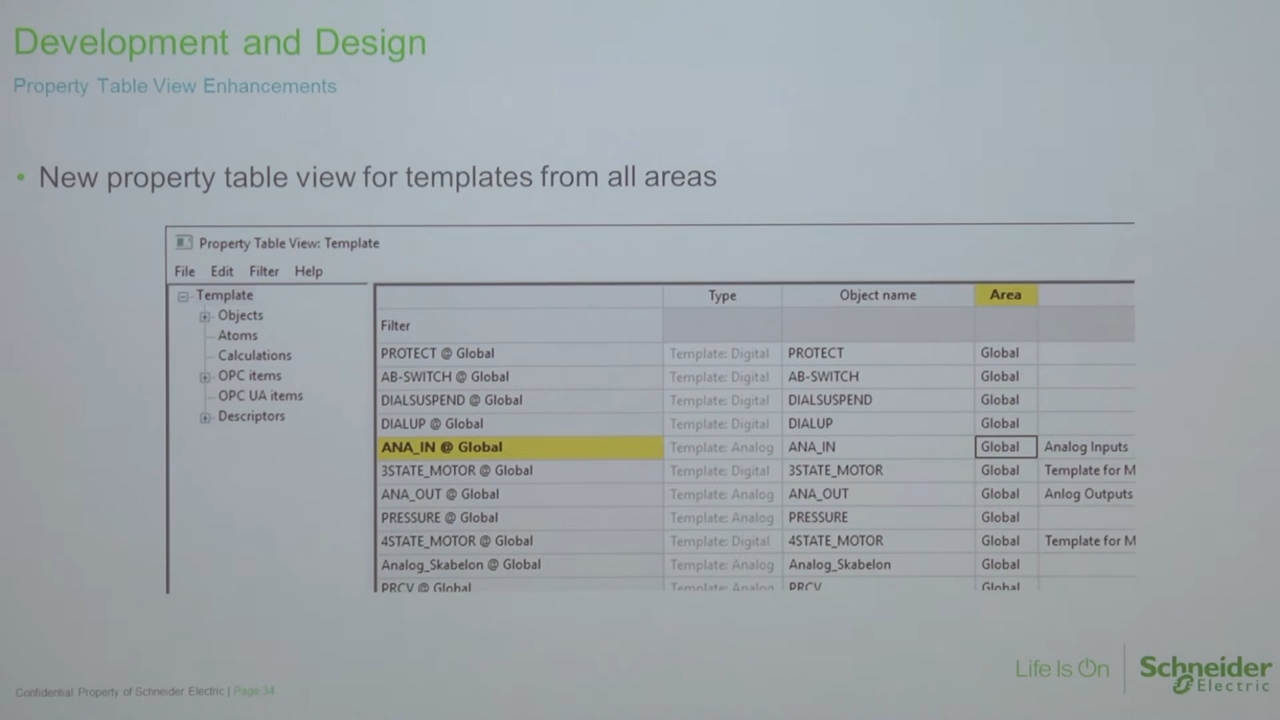 Development and Design
Property Table View Enhancements
• New property table view for templates from all areas
Property Table View: Template
File Edit Filter Help
Template
Objects
Atoms
Calculations
OPC items
OPC UA items
Descriptors
Type Object name Area
Filter
PROTECT @ Global Template: Digital PROTECT Global
AB-SWITCH @ Global Template: Digital AB-SWITCH Global
DIALSUSPEND @ Global Template: Digital DIALSUSPEND Global
DIALUP @ Global Template: Digital DIALUP Global
ANA_IN @ Global Template: Analog ANA_IN Global Analog Inputs
3STATE_MOTOR @ Global Template: Digital 3STATE_MOTOR Global Template for M
ANA_OUT @ Global Template: Analog ANA_OUT Global Anlog Outputs
PRESSURE @ Global Template: Analog PRESSURE Global
4STATE_MOTOR @ Global Template: Digital 4STATE_MOTOR Global Template for M
Analog_Skabelon @ Global Template: Analog Analog_Skabelon Global
PRCV @ Global Template: Analog PRCV Global
Confidential Property of Schneider Electric | Page 34
Life Is On
Schneider
Electric